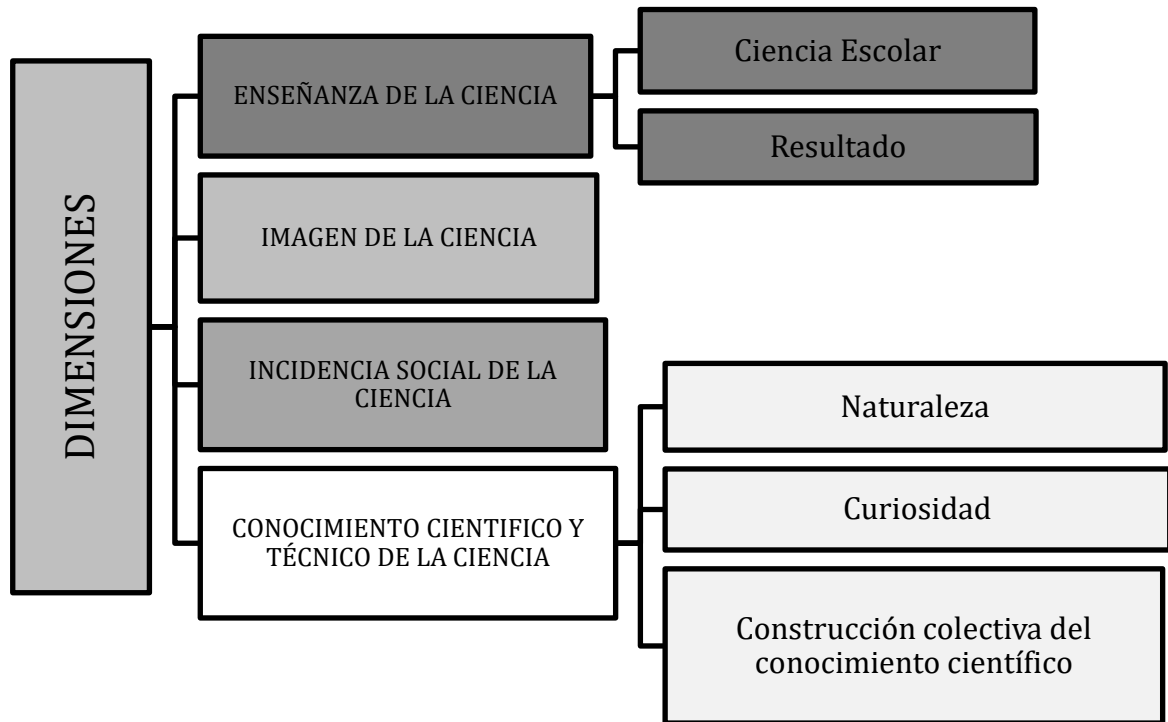 DIMENSIONES
ENSEÑANZA DE LA CIENCIA
Ciencia Escolar
Resultado
IMAGEN DE LA CIENCIA
INCIDENCIA SOCIAL DE LA
CIENCIA
CONOCIMIENTO CIENTIFICO Y
TÉCNICO DE LA CIENCIA
Naturaleza
Curiosidad
Construcción colectiva del
conocimiento científico